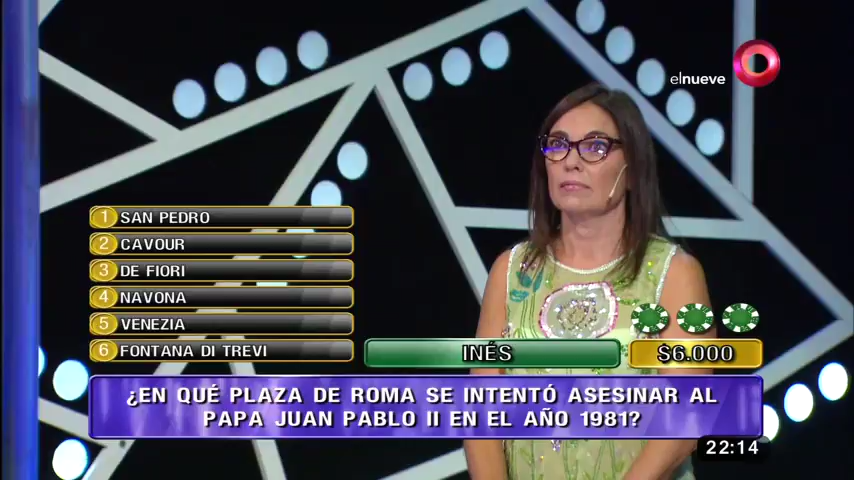 elnueve
1 SAN PEDRO
2 CAVOUR
3 DE FIORI
4 NAVONA
5 VENEZIA
6 FONTANA DI TREVI
INÉS
$6.000
¿EN QUÉ PLAZA DE ROMA SE INTENTÓ ASESINAR AL
PAPA JUAN PABLO II EN EL AÑO 1981?
22:14